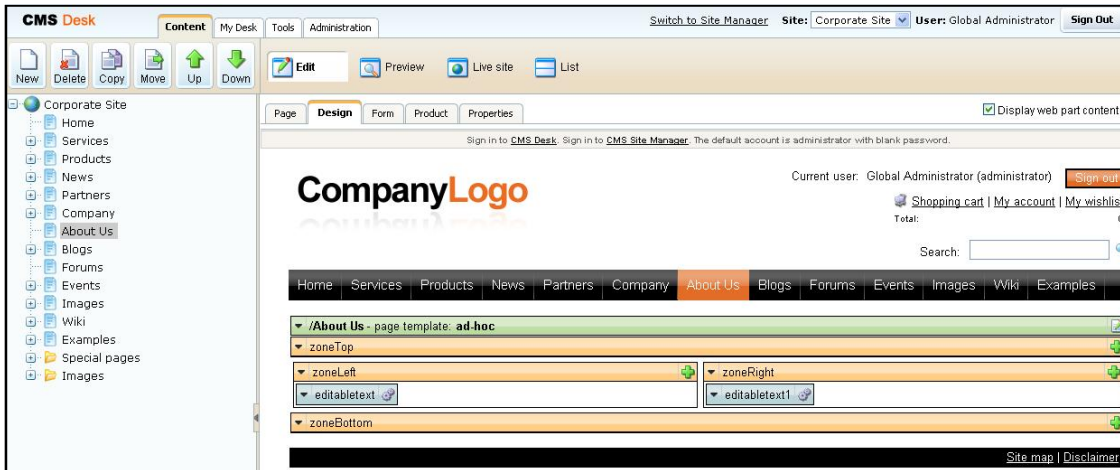 CMS Desk
Content My Desk Tools Administration
Switch to Site Manager Site: Corporate Site User: Global Administrator Sign Out
New Delete Copy Move Up Down
Edit Preview Live site List
Corporate Site
Home
Services
Products
News
Partners
Company
About Us
Blogs
Forums
Events
Images
Wiki
Examples
Special pages
Images
Page Design Form Product Properties
Display web part content
Sign in to CMS Desk. Sign in to CMS Site Manager. The default account is administrator with blank password.
CompanyLogo
Current user: Global Administrator (administrator) Sign out
Shopping cart | My account | My wishlis
Total:
Search:
Home Services Products News Partners Company About Us Blogs Forums Events Images Wiki Examples
/About Us - page template: ad-hoc
zoneTop
zoneLeft zoneRight
editabletext editabletext1
zoneBottom
Site map | Disclaimer